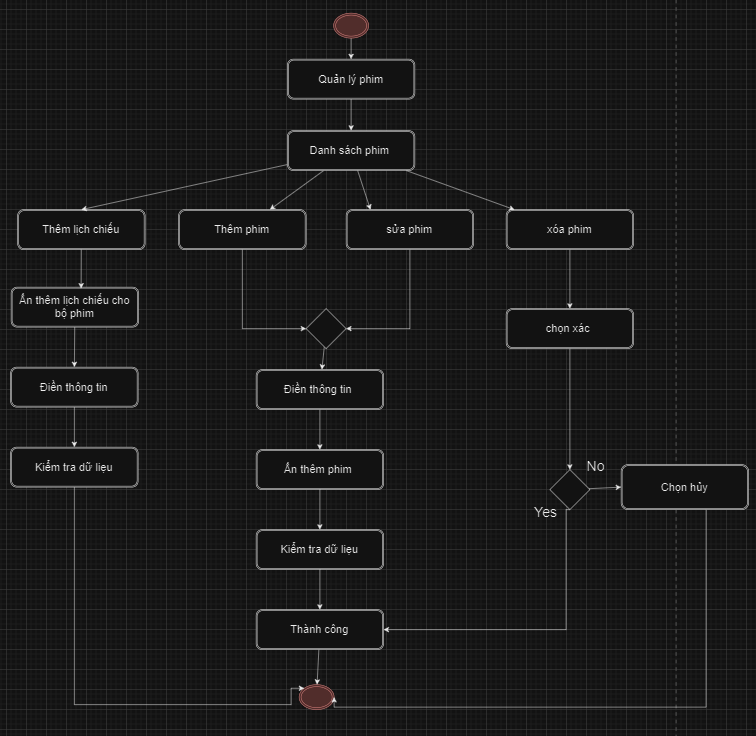 Quản lý phim
Danh sách phim
Thêm lịch chiếu
Thêm phim
sửa phim
xóa phim
Ấn thêm lịch chiếu cho
bộ phim
chọn xác
Điền thông tin
Điền thông tin
Kiểm tra dữ liệu
Ấn thêm phim
No
Chọn hủy
Yes
Kiểm tra dữ liệu
Thành công